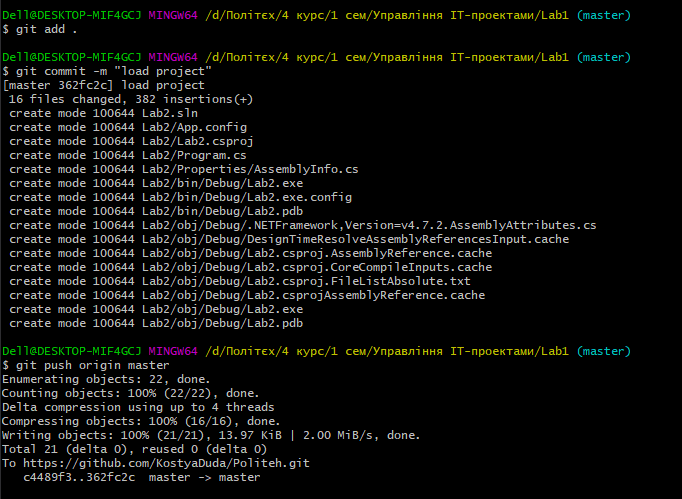 Dell@DESKTOP-MIF4GCJ MINGW64 /d/Політєх/4 курс/1 сем/Управління ІТ-проектами/Lab1 (master)
$ git add .
Dell@DESKTOP-MIF4GCJ MINGW64 /d/Політєх/4 курс/1 сем/Управління ІТ-проектами/Lab1 (master)
$ git commit -m "load project"
[master 362fc2c] load project
 16 files changed, 382 insertions(+)
 create mode 100644 Lab2.sln
 create mode 100644 Lab2/App.config
 create mode 100644 Lab2/Lab2.csproj
 create mode 100644 Lab2/Program.cs
 create mode 100644 Lab2/Properties/AssemblyInfo.cs
 create mode 100644 Lab2/bin/Debug/Lab2.exe
 create mode 100644 Lab2/bin/Debug/Lab2.exe.config
 create mode 100644 Lab2/bin/Debug/Lab2.pdb
 create mode 100644 Lab2/obj/Debug/.NETFramework,Version=v4.7.2.AssemblyAttributes.cs
 create mode 100644 Lab2/obj/Debug/DesignTimeResolveAssemblyReferencesInput.cache
 create mode 100644 Lab2/obj/Debug/Lab2.csproj.AssemblyReference.cache
 create mode 100644 Lab2/obj/Debug/Lab2.csproj.CoreCompileInputs.cache
 create mode 100644 Lab2/obj/Debug/Lab2.csproj.FileListAbsolute.txt
 create mode 100644 Lab2/obj/Debug/Lab2.csprojAssemblyReference.cache
 create mode 100644 Lab2/obj/Debug/Lab2.exe
 create mode 100644 Lab2/obj/Debug/Lab2.pdb
Dell@DESKTOP-MIF4GCJ MINGW64 /d/Політєх/4 курс/1 сем/Управління ІТ-проектами/Lab1 (master)
$ git push origin master
Enumerating objects: 22, done.
Counting objects: 100% (22/22), done.
Delta compression using up to 4 threads
Compressing objects: 100% (16/16), done.
Writing objects: 100% (21/21), 13.97 KiB | 2.00 MiB/s, done.
Total 21 (delta 0), reused 0 (delta 0)
To https://github.com/KostyaDuda/Politeh.git
   c4489f3..362fc2c  master -> master